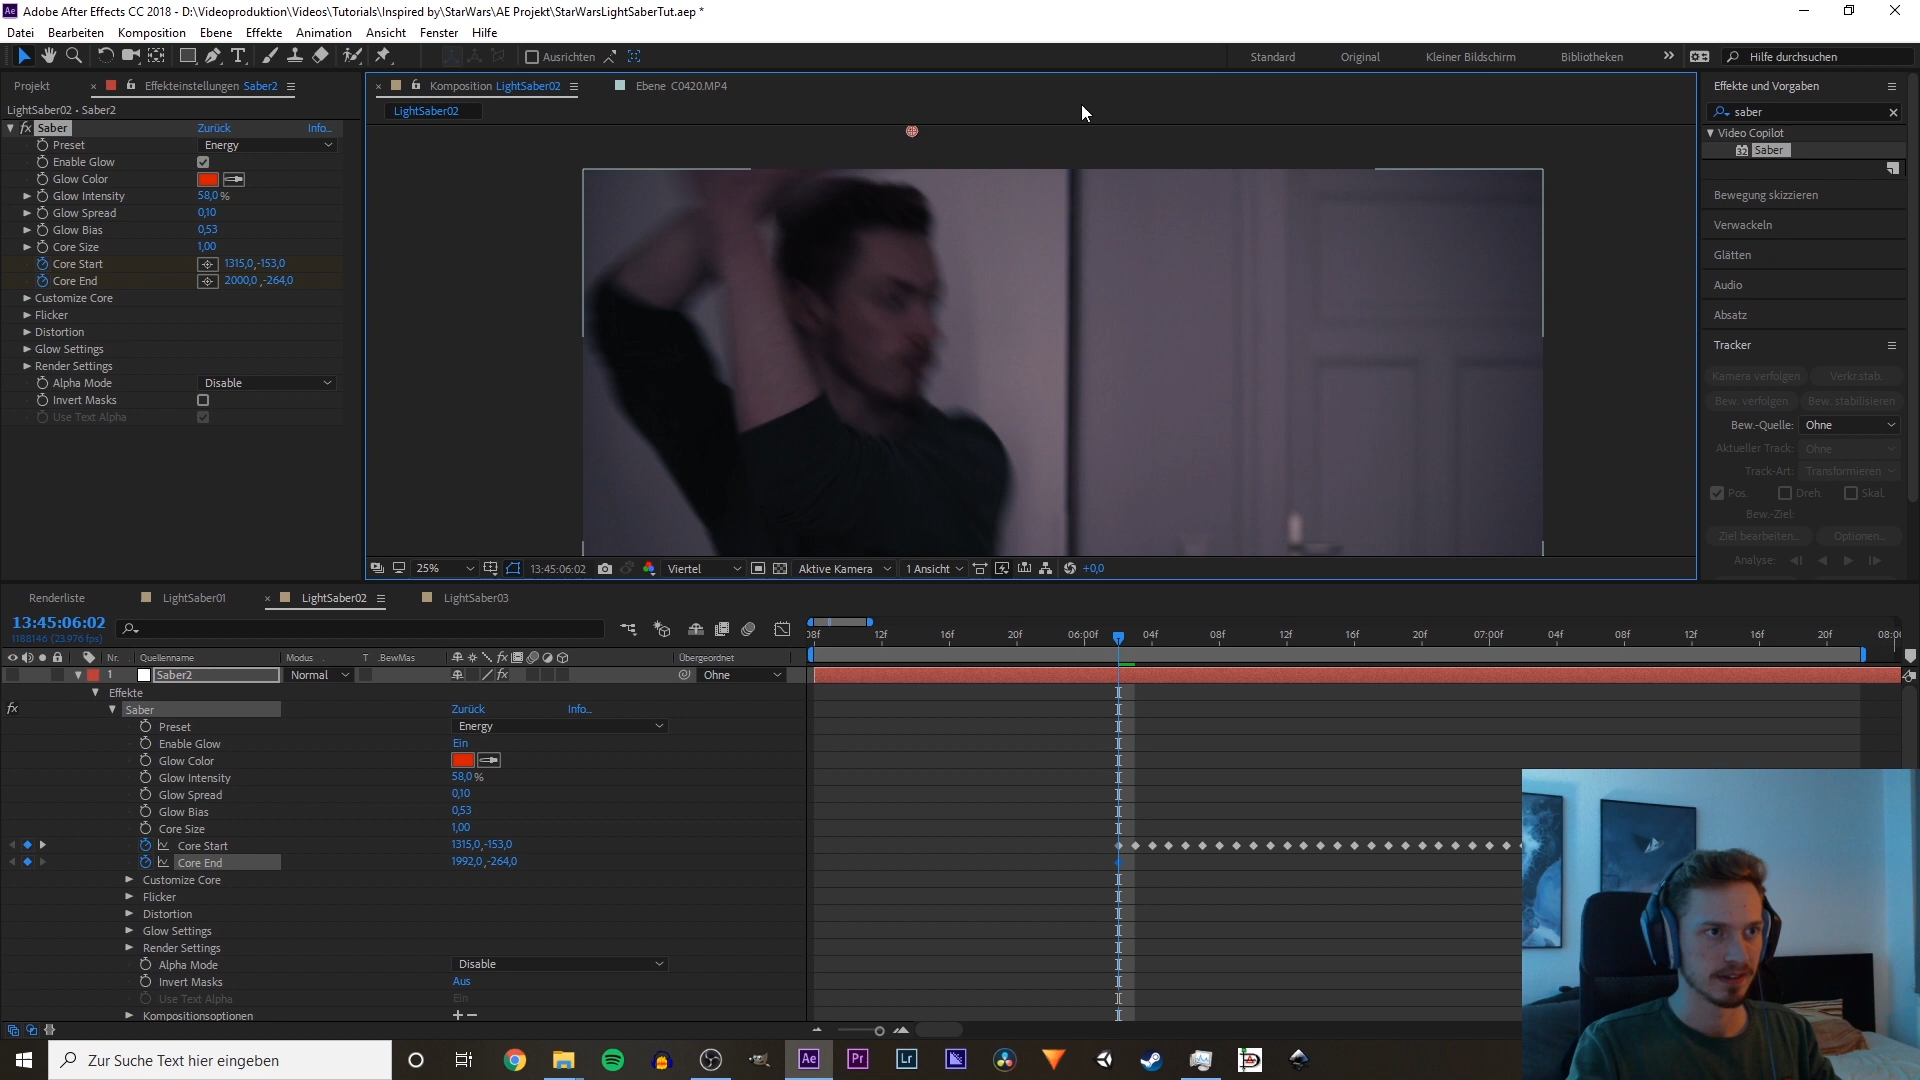 Adobe After Effects CC 2018 - D:\Videoproduktion\Videos\Tutorials\Inspired by\StarWars\AE Projekt\StarWarsLightSaberTut.aep *
Datei Bearbeiten Komposition Ebene Effekte Animation Ansicht Fenster Hilfe
Ausrichten Standard Original Kleiner Bildschirm Bibliotheken Hilfe durchsuchen
Projekt Effekteinstellungen Saber2 Komposition LightSaber02 Ebene C0420.MP4 Effekte und Vorgaben
LightSaber02 • Saber2 LightSaber02 saber
fx Saber Zurück Info... Video Copilot
Preset Energy 32 Saber
Enable Glow
Glow Color Bewegung skizzieren
Glow Intensity 58,0 %
Glow Spread 0,10 Verwackeln
Glow Bias 0,53
Core Size 1,00 Glätten
Core Start 1315,0,-153,0
Core End 2000,0,-264,0 Audio
Customize Core
Flicker Absatz
Distortion
Glow Settings Tracker
Render Settings
Alpha Mode Disable Kamera verfolgen Verkr.stab.
Invert Masks Bew. verfolgen Bew. stabilisieren
Use Text Alpha Bew.-Quelle: Ohne
Aktueller Track: Ohne
Track-Art: Transformieren
Pos. Dreh. Skal.
Bew.-Ziel:
Ziel bearbeiten... Optionen...
Analyse:
25% 13:45:06:02 Viertel Aktive Kamera 1 Ansicht +0,0
Renderliste LightSaber01 LightSaber02 LightSaber03
13:45:06:02
1188146 (23.976 fps)
08f 12f 16f 20f 06:00f 04f 08f 12f 16f 20f 07:00f 04f 08f 12f 16f 20f 08:00
Nr. Quellenname Modus T .BewMas fx Übergeordnet
1 Saber2 Normal fx Ohne
Effekte
fx Saber Zurück Info...
Preset Energy
Enable Glow Ein
Glow Color
Glow Intensity 58,0 %
Glow Spread 0,10
Glow Bias 0,53
Core Size 1,00
Core Start 1315,0,-153,0
Core End 1992,0,-264,0
Customize Core
Flicker
Distortion
Glow Settings
Render Settings
Alpha Mode Disable
Invert Masks Aus
Use Text Alpha Ein
Kompositionsoptionen
Zur Suche Text hier eingeben Ae Pr Lr